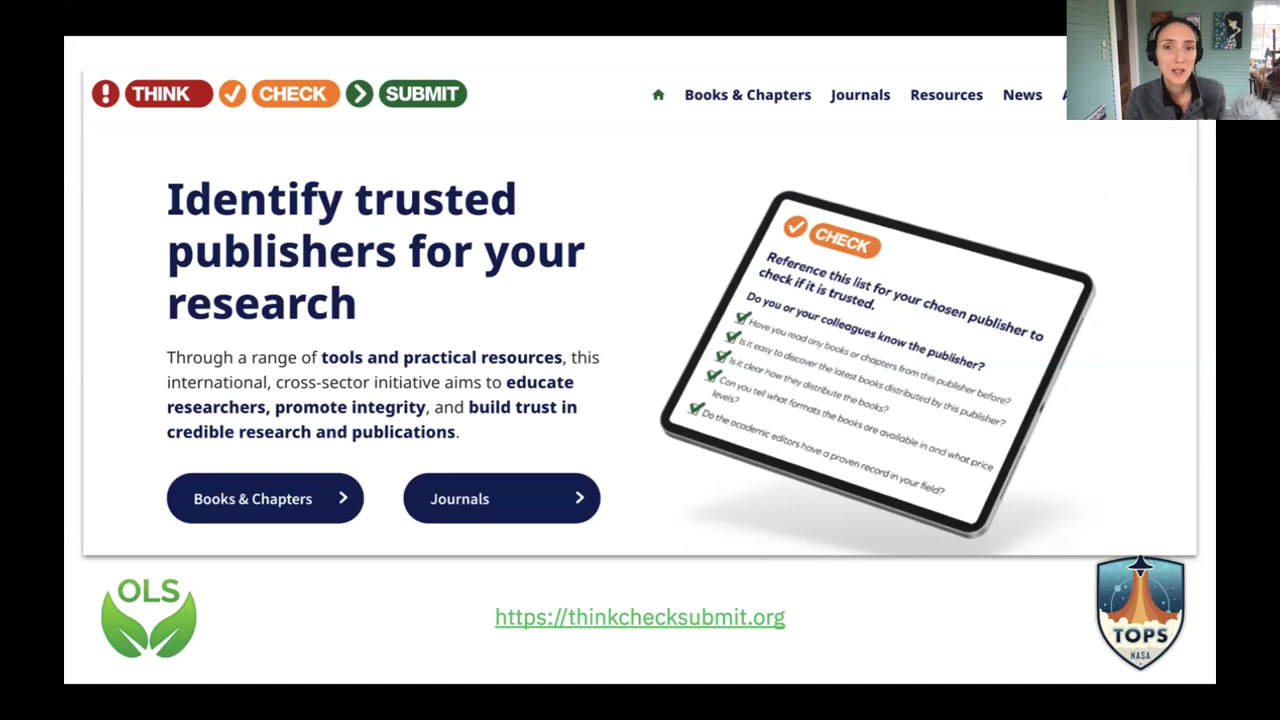 THINK CHECK SUBMIT
Books & Chapters Journals Resources News
Identify trusted
publishers for your
research
Through a range of tools and practical resources, this
international, cross-sector initiative aims to educate
researchers, promote integrity, and build trust in
credible research and publications.
Books & Chapters
Journals
CHECK
Reference this list for your chosen publisher to
check if it is trusted.
Do you or your colleagues know the publisher?
Have you read any books or chapters from this publisher before?
Is it easy to discover the latest books distributed by this publisher?
Is it clear how they distribute the books?
Can you tell what formats the books are available in and what price
levels?
Do the academic editors have a proven record in your field?
OLS
https://thinkchecksubmit.org
TOPS
NASA